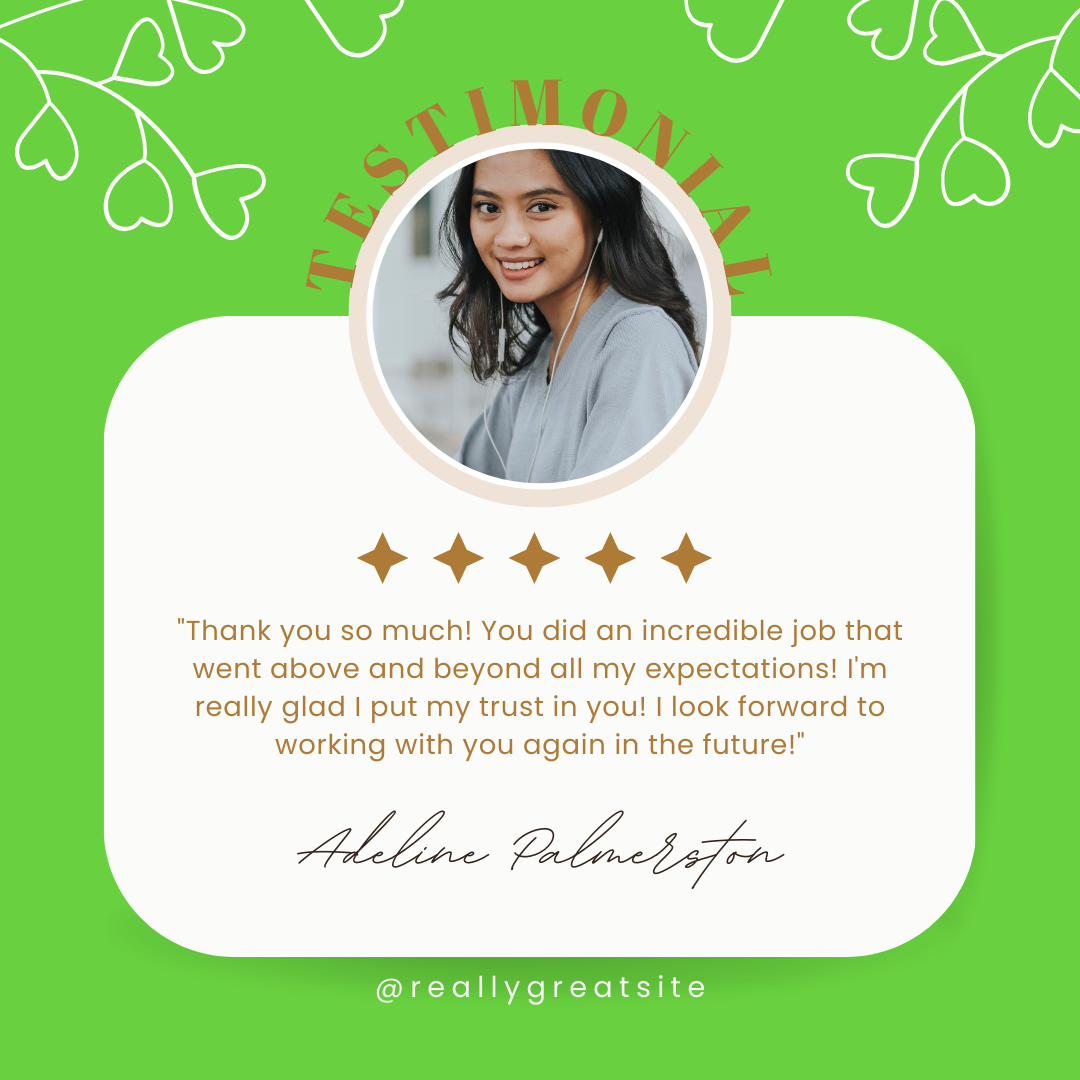 TESTIMONIAL
"Thank you so much! You did an incredible job that
went above and beyond all my expectations! I'm
really glad I put my trust in you! I look forward to
working with you again in the future!"
Adeline Palmerston
@reallygreatsite